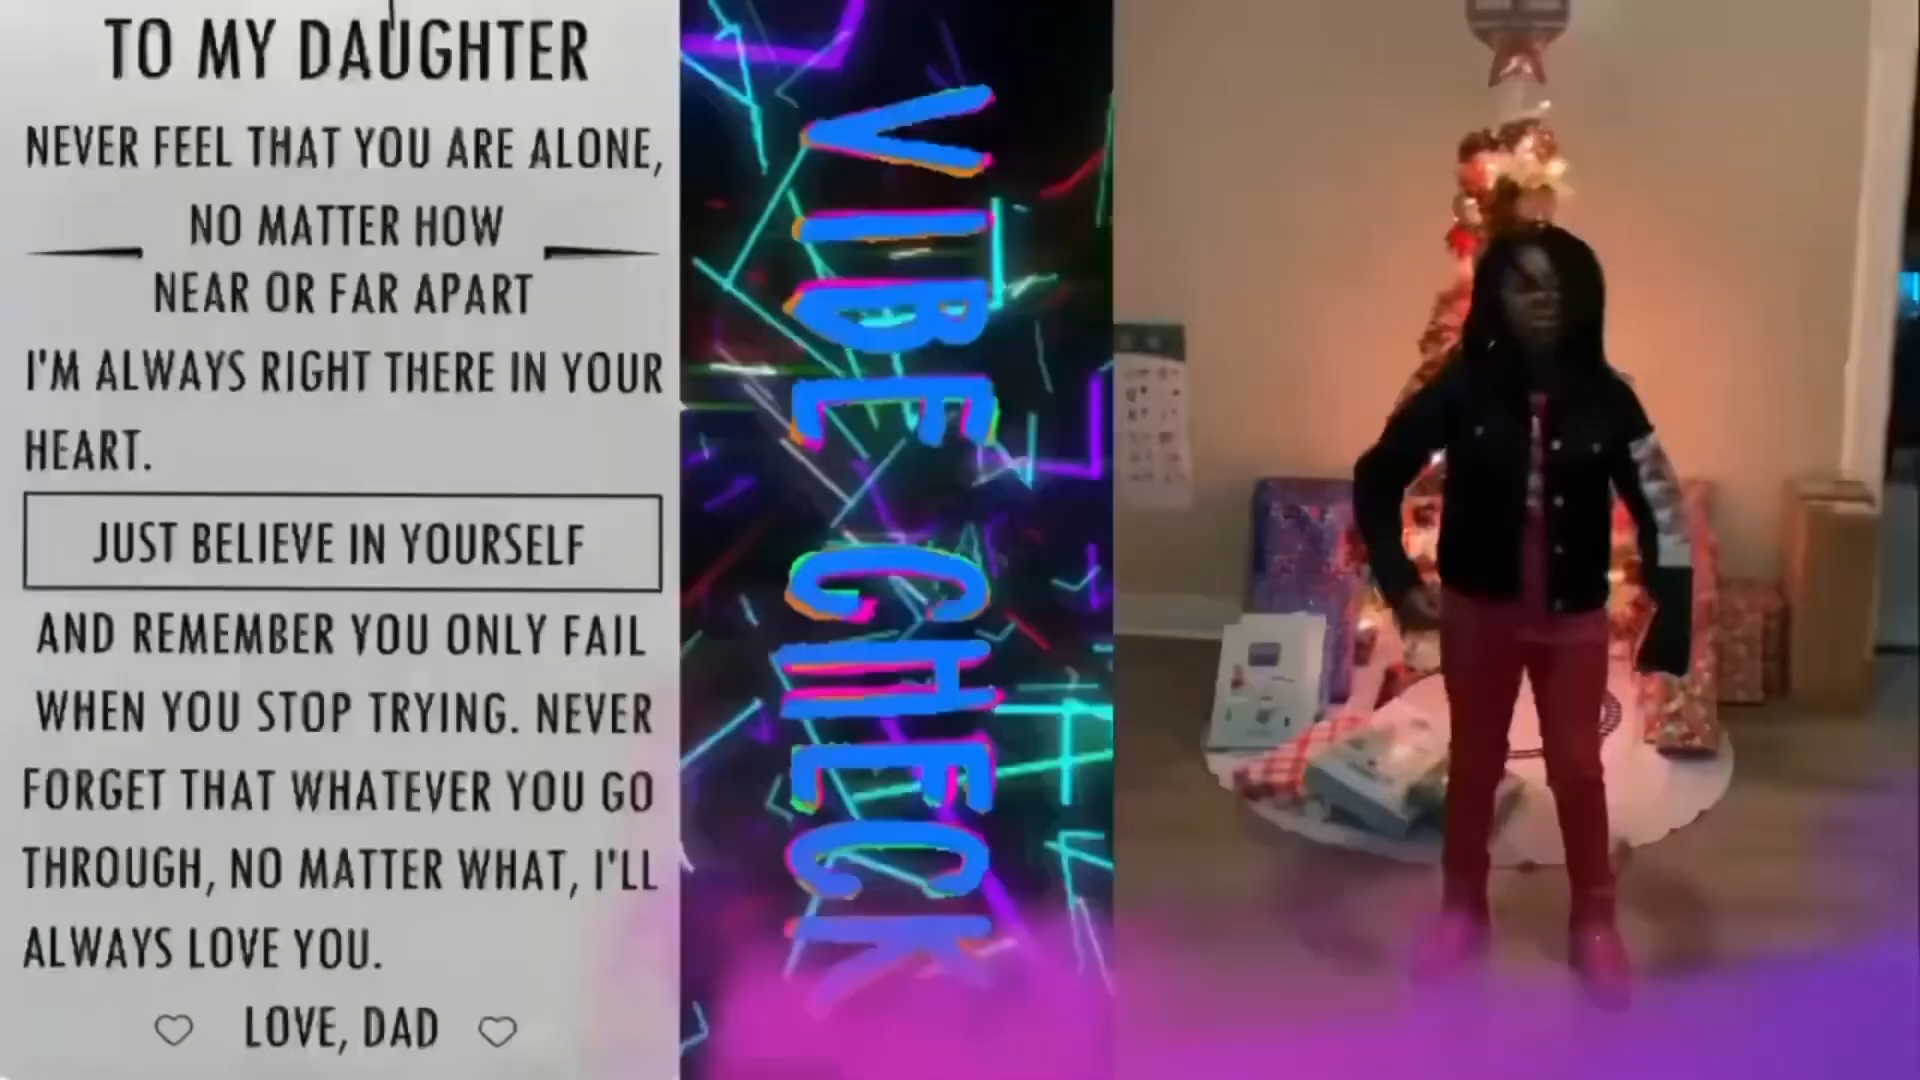 TO MY DAUGHTER
NEVER FEEL THAT YOU ARE ALONE,
NO MATTER HOW
NEAR OR FAR APART
I'M ALWAYS RIGHT THERE IN YOUR
HEART.
JUST BELIEVE IN YOURSELF
AND REMEMBER YOU ONLY FAIL
WHEN YOU STOP TRYING. NEVER
FORGET THAT WHATEVER YOU GO
THROUGH, NO MATTER WHAT, I'LL
ALWAYS LOVE YOU.
LOVE, DAD
VIBE CHECK